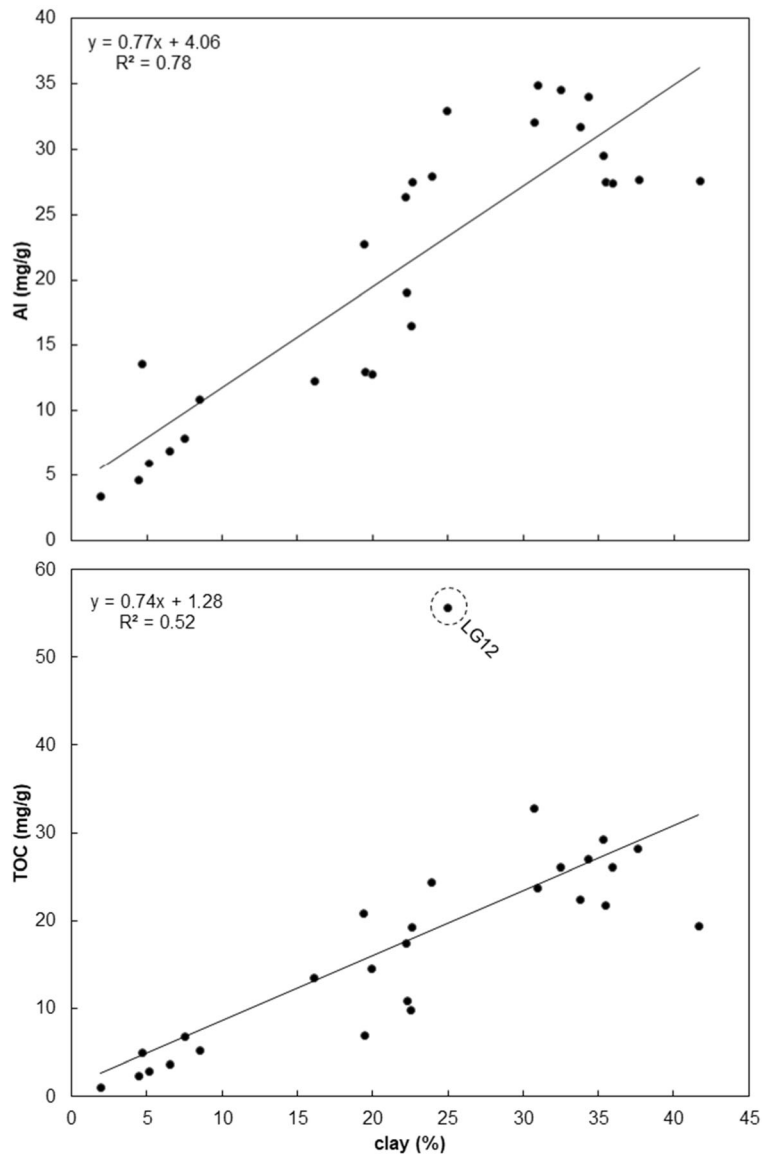 40
y = 0.77x + 4.06
R² = 0.78
35
30
25
20
15
10
5
0
Al (mg/g)
60
y = 0.74x + 1.28
R² = 0.52
LG12
50
40
30
20
10
0
TOC (mg/g)
0 5 10 15 20 25 30 35 40 45
clay (%)